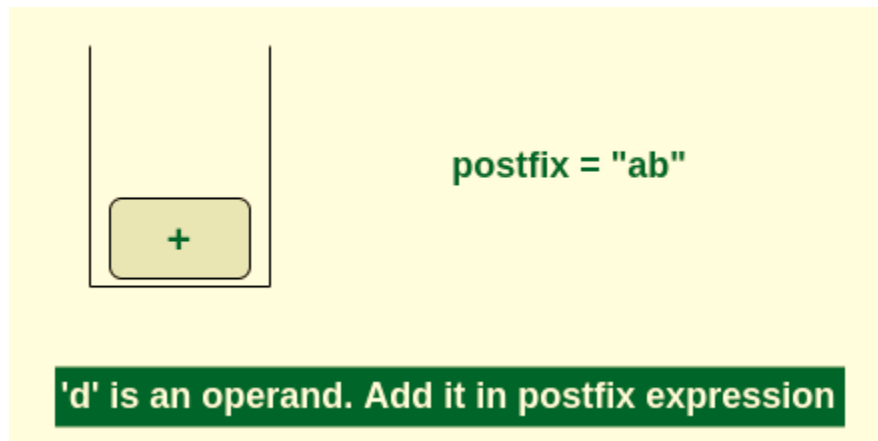 postfix = "ab"
+
'd' is an operand. Add it in postfix expression